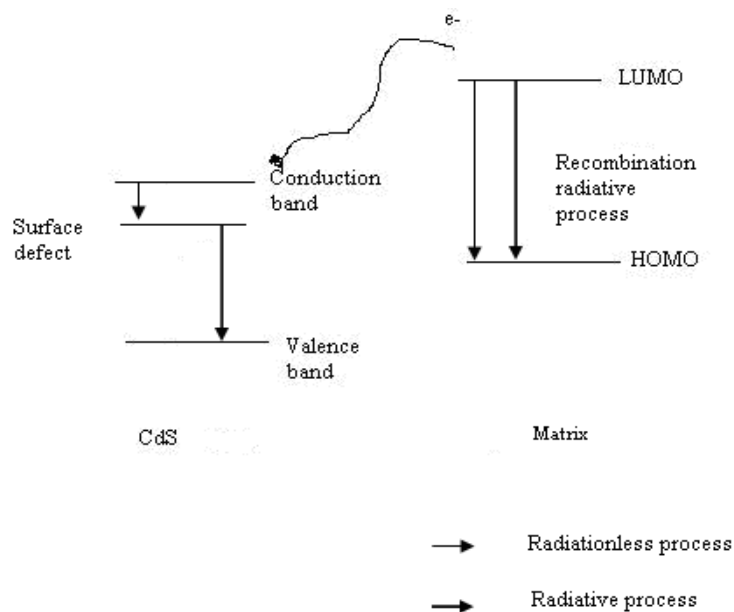 e-
LUMO
Recombination
radiative
process
HOMO
Conduction
band
Surface
defect
Valence
band
CdS
Matrix
Radiationless process
Radiative process